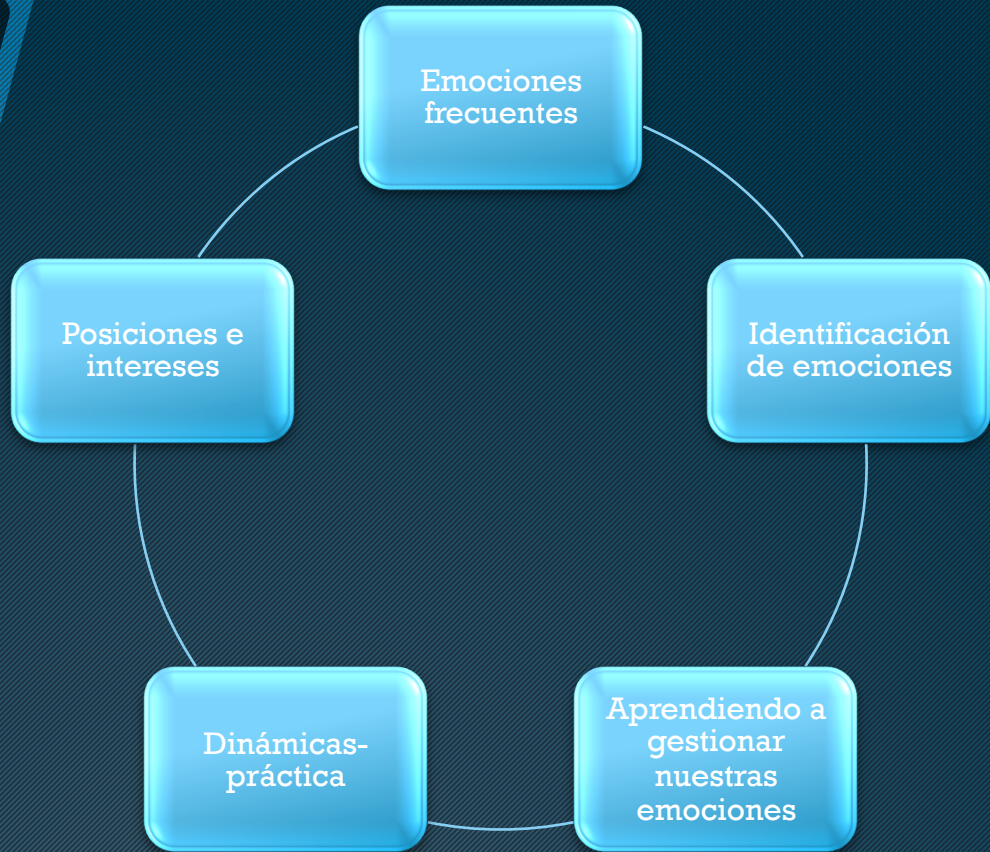 Emociones
frecuentes
Identificación
de emociones
Aprendiendo a
gestionar
nuestras
emociones
Dinámicas-
práctica
Posiciones e
intereses